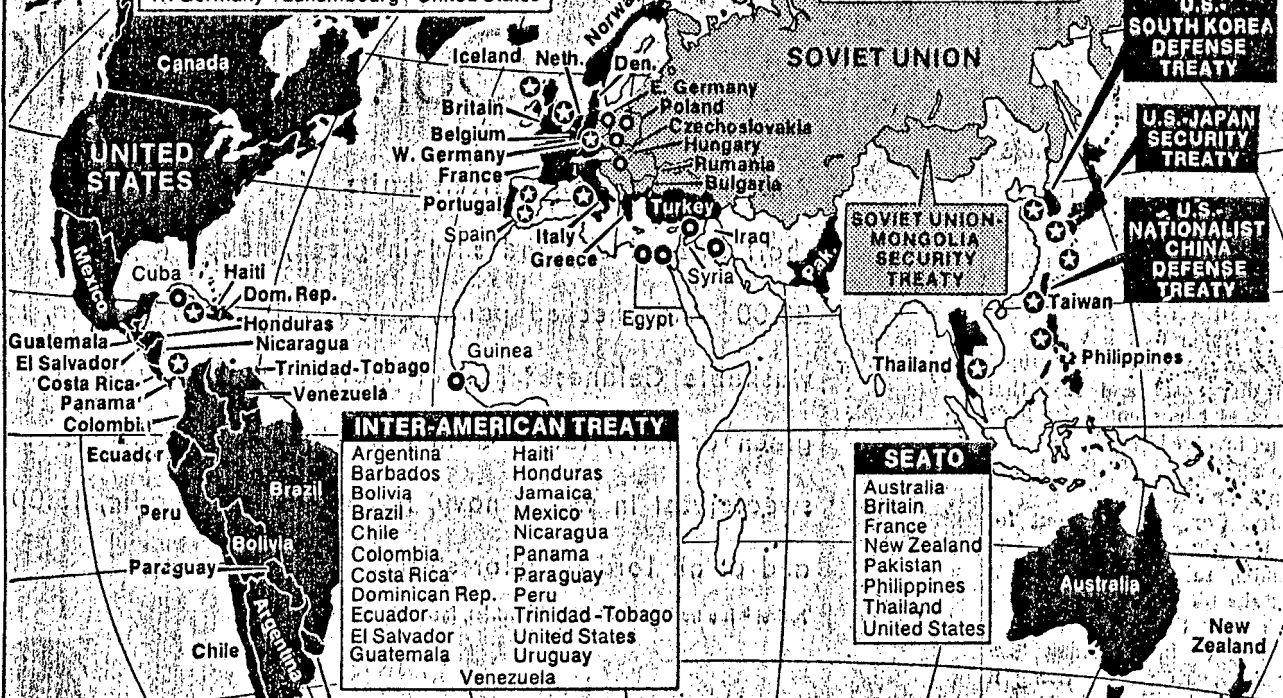 W. Germany Luxembourg United States
Canada
UNITED
STATES
Mexico
Cuba
Haiti
Dom. Rep.
Honduras
Nicaragua
Guatemala
El Salvador
Costa Rica
Panama
Trinidad-Tobago
Venezuela
Colombia
Ecuador
Brazil
Peru
Bolivia
Paraguay
Chile
Argentina
Iceland
Neth.
Norway
Den.
Britain
Belgium
W. Germany
France
Portugal
Spain
Italy
Greece
E. Germany
Poland
Czechoslovakia
Hungary
Rumania
Bulgaria
Turkey
Iraq
Syria
Egypt
Guinea
Pak.
SOVIET UNION
SOVIET UNION-
MONGOLIA
SECURITY
TREATY
U.S.-
SOUTH KOREA
DEFENSE
TREATY
U.S.-JAPAN
SECURITY
TREATY
U.S.-
NATIONALIST
CHINA
DEFENSE
TREATY
Taiwan
Thailand
Philippines
INTER-AMERICAN TREATY
Argentina
Barbados
Bolivia
Brazil
Chile
Colombia
Costa Rica
Dominican Rep.
Ecuador
El Salvador
Guatemala
Haiti
Honduras
Jamaica
Mexico
Nicaragua
Panama
Paraguay
Peru
Trinidad-Tobago
United States
Uruguay
Venezuela
SEATO
Australia
Britain
France
New Zealand
Pakistan
Philippines
Thailand
United States
Australia
New
Zealand